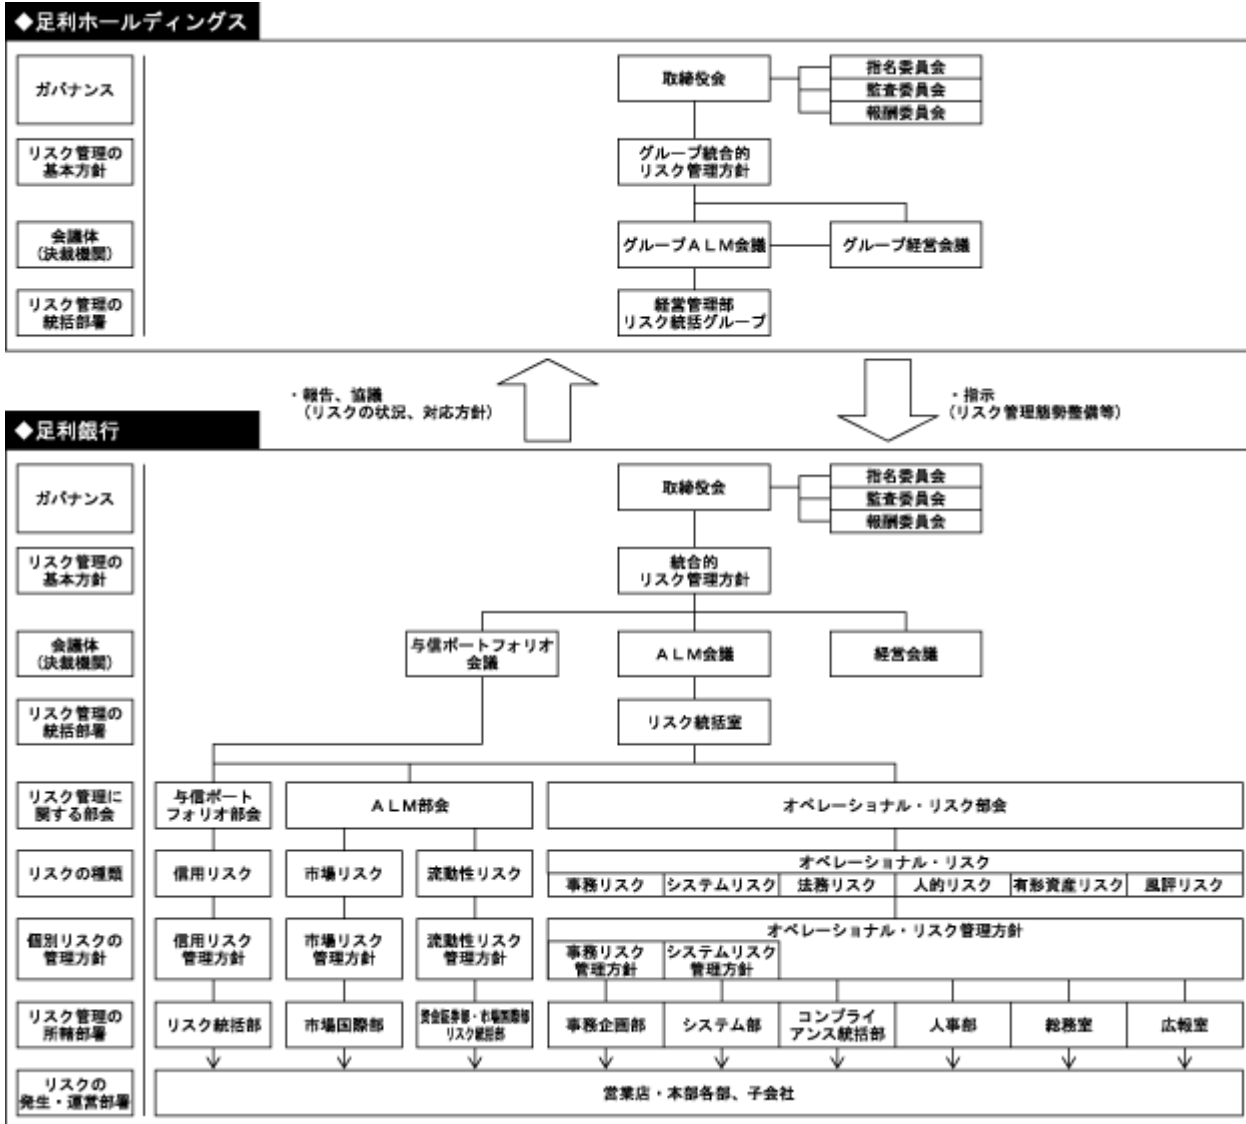 ◆足利ホールディングス
ガバナンス
取締役会
指名委員会
監査委員会
報酬委員会
リスク管理の
基本方針
グループ統合的
リスク管理方針
会議体
(決裁機関)
グループＡＬＭ会議
グループ経営会議
リスク管理の
統括部署
経営管理部
リスク統括グループ
・報告、協議
(リスクの状況、対応方針)
・指示
(リスク管理態勢整備等)
◆足利銀行
ガバナンス
取締役会
指名委員会
監査委員会
報酬委員会
リスク管理の
基本方針
統合的
リスク管理方針
会議体
(決裁機関)
与信ポートフォリオ
会議
ＡＬＭ会議
経営会議
リスク管理の
統括部署
リスク統括室
リスク管理に
関する部会
与信ポート
フォリオ部会
ＡＬＭ部会
オペレーショナル・リスク部会
リスクの種類
信用リスク
市場リスク
流動性リスク
オペレーショナル・リスク
事務リスク
システムリスク
法務リスク
人的リスク
有形資産リスク
風評リスク
個別リスクの
管理方針
信用リスク
管理方針
市場リスク
管理方針
流動性リスク
管理方針
オペレーショナル・リスク管理方針
事務リスク
管理方針
システムリスク
管理方針
リスク管理の
所轄部署
リスク統括部
市場国際部
資金証券部・市場国際部
リスク統括部
事務企画部
システム部
コンプライ
アンス統括部
人事部
総務室
広報室
リスクの
発生・運営部署
営業店・本部各部、子会社